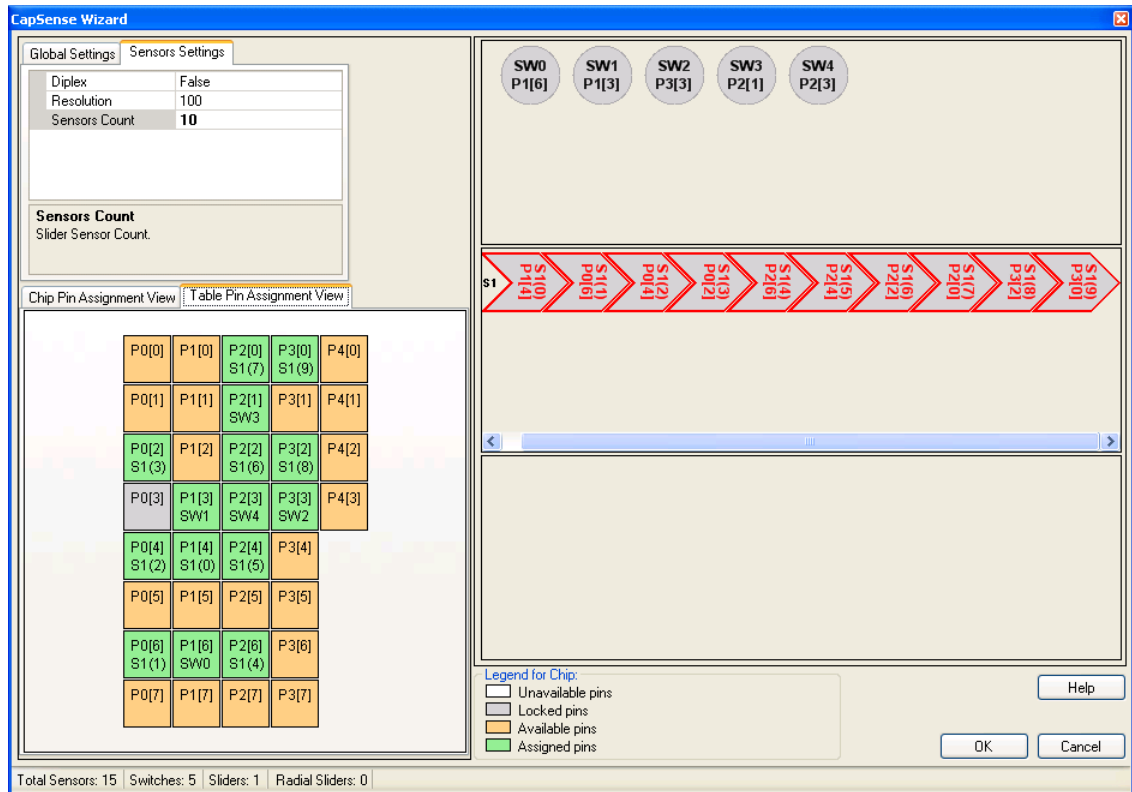 CapSense Wizard
Global Settings
Sensors Settings
Diplex False
Resolution 100
Sensors Count 10
Sensors Count
Slider Sensor Count.
Chip Pin Assignment View
Table Pin Assignment View
P0[0] P1[0] P2[0] P3[0] P4[0]
S1(7) S1(9)
P0[1] P1[1] P2[1] P3[1] P4[1]
SW3
P0[2] P1[2] P2[2] P3[2] P4[2]
S1(3) S1(6) S1(8)
P0[3] P1[3] P2[3] P3[3] P4[3]
SW1 SW4 SW2
P0[4] P1[4] P2[4] P3[4]
S1(2) S1(0) S1(5)
P0[5] P1[5] P2[5] P3[5]
P0[6] P1[6] P2[6] P3[6]
S1(1) SW0 S1(4)
P0[7] P1[7] P2[7] P3[7]
SW0 SW1 SW2 SW3 SW4
P1[6] P1[3] P3[3] P2[1] P2[3]
S1
S1(0) S1(1) S1(2) S1(3) S1(4) S1(5) S1(6) S1(7) S1(8) S1(9)
P1[4] P0[6] P0[4] P0[2] P2[6] P2[4] P2[2] P2[0] P3[2] P3[0]
Legend for Chip:
Unavailable pins
Locked pins
Available pins
Assigned pins
Help
OK
Cancel
Total Sensors: 15 Switches: 5 Sliders: 1 Radial Sliders: 0